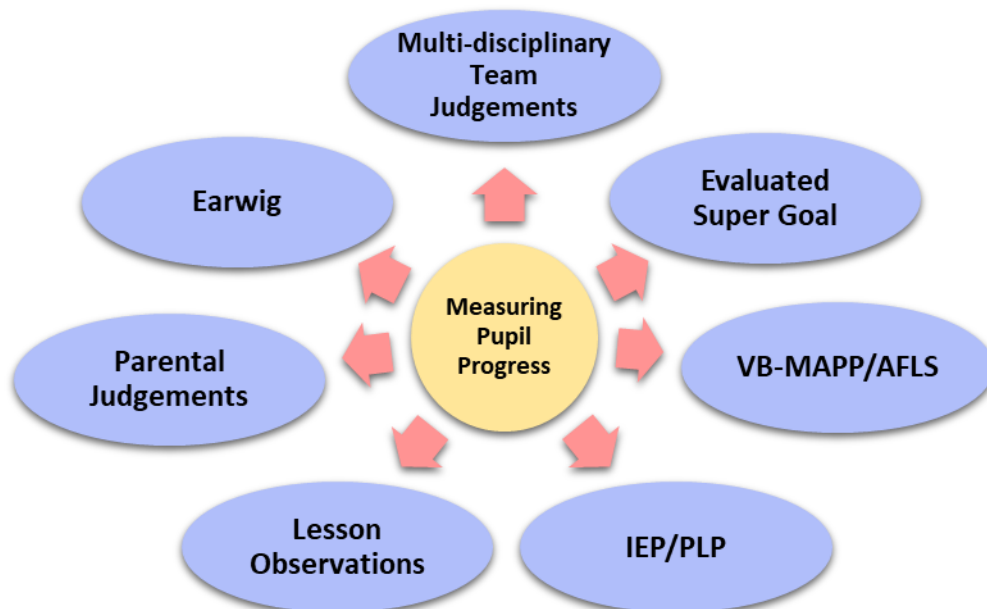 Multi-disciplinary
Team
Judgements
Evaluated
Super Goal
VB-MAPP/AFLS
IEP/PLP
Lesson
Observations
Parental
Judgements
Earwig
Measuring
Pupil
Progress